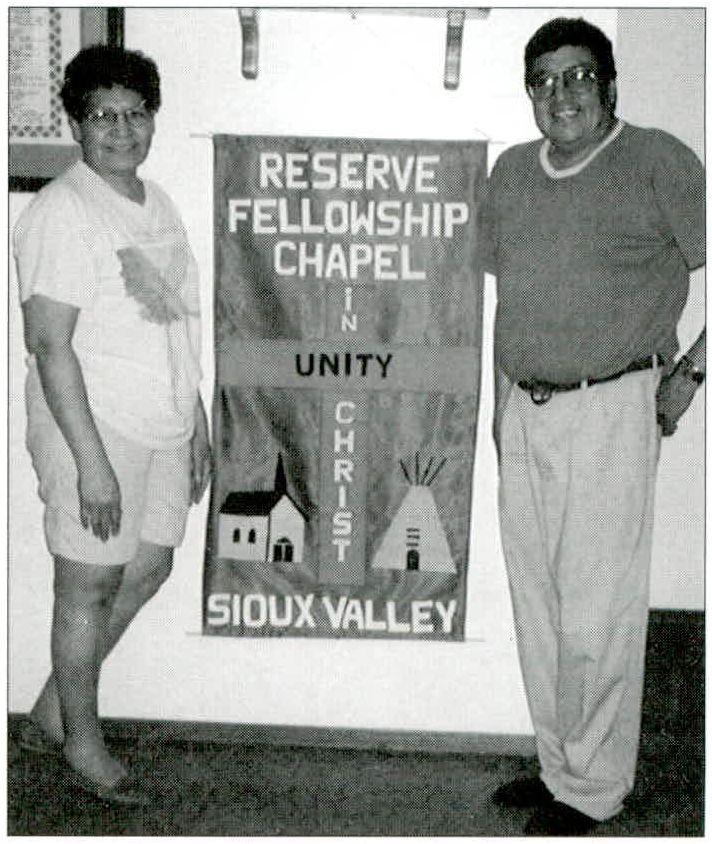 RESERVE
FELLOWSHIP
CHAPEL
IN
UNITY
CHRIST
SIOUX VALLEY